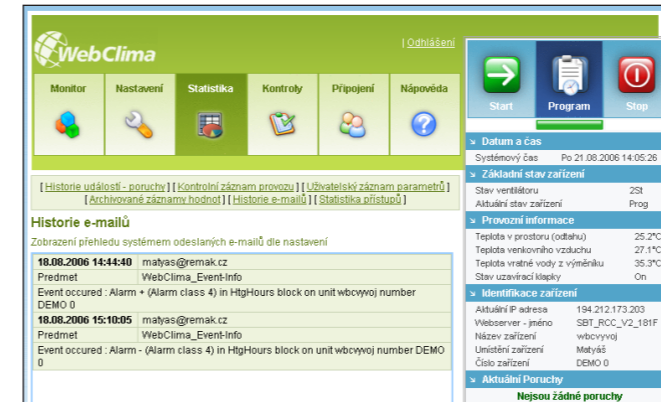 WebClima
| Odhlášení
Monitor Nastavení Statistika Kontroly Připojení Nápověda
[ Historie událostí - poruchy ] [ Kontrolní záznam provozu ] [ Uživatelský záznam parametrů ]
[ Archivované záznamy hodnot ] [ Historie e-mailů ] [ Statistika přístupů ]
Historie e-mailů
Zobrazení přehledu systémem odeslaných e-mailů dle nastavení
18.08.2006 14:44:40 matyas@remak.cz
Predmet WebClima_Event-Info
Event occured : Alarm + (Alarm class 4) in HtgHours block on unit wbcvyvoj number
DEMO 0
18.08.2006 15:10:05 matyas@remak.cz
Predmet WebClima_Event-Info
Event occured : Alarm - (Alarm class 4) in HtgHours block on unit wbcvyvoj number DEMO
0
Start Program Stop
Datum a čas
Systémový čas Po 21.08.2006 14:05:26
Základní stav zařízení
Stav ventilátoru 2St
Aktuální stav zařízení Prog
Provozní informace
Teplota v prostoru (odtahu) 25.2°C
Teplota venkovního vzduchu 27.1°C
Teplota vratné vody z výměníku 35.3°C
Stav uzavírací klapky On
Identifikace zařízení
Aktuální IP adresa 194.212.173.203
Webserver - jméno SBT_RCC_V2_181F
Název zařízení wbcvyvoj
Umístění zařízení Matyáš
Číslo zařízení DEMO 0
Aktuální Poruchy
Nejsou žádné poruchy